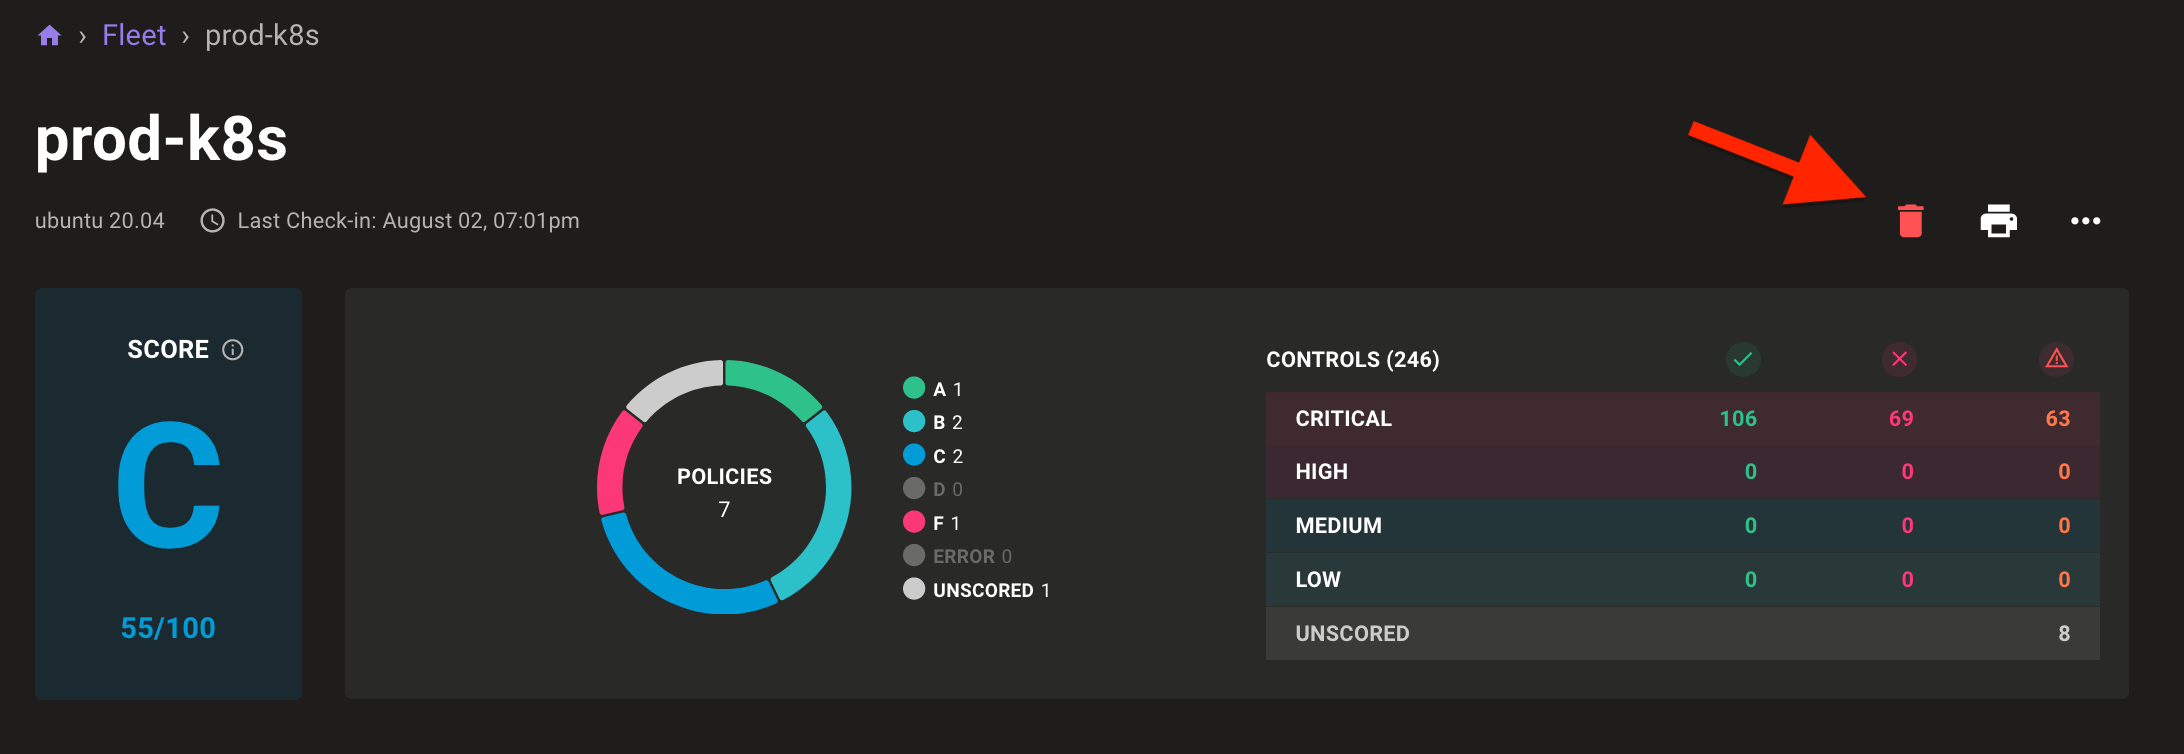 › Fleet › prod-k8s
prod-k8s
ubuntu 20.04 Last Check-in: August 02, 07:01pm
SCORE
C
55/100
POLICIES
7
A 1
B 2
C 2
D 0
F 1
ERROR 0
UNSCORED 1
CONTROLS (246)
CRITICAL 106 69 63
HIGH 0 0 0
MEDIUM 0 0 0
LOW 0 0 0
UNSCORED 8